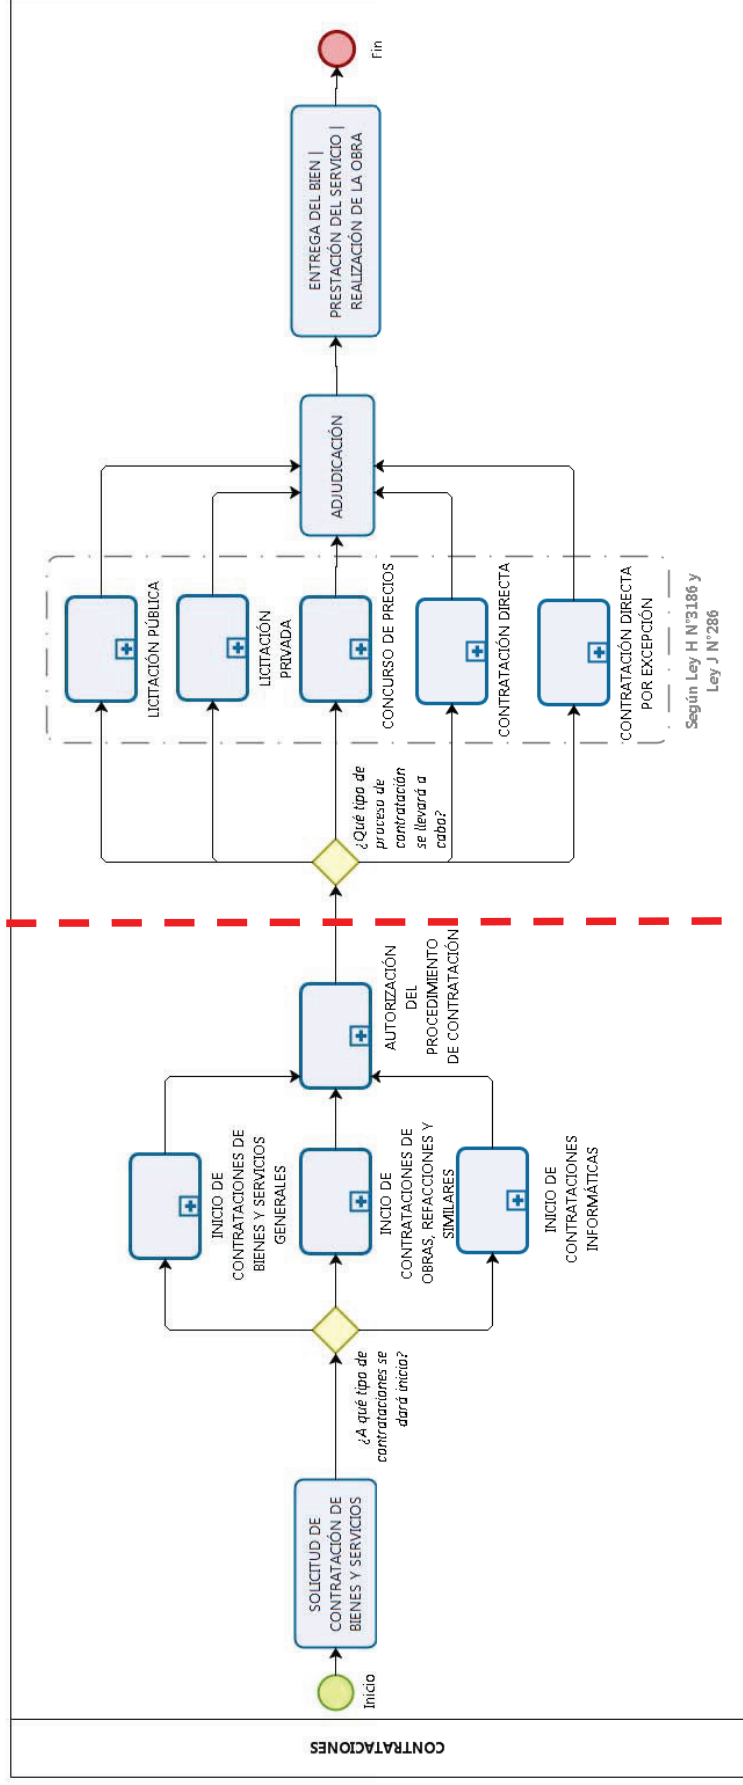 CONTRATACIONES
Inicio
SOLICITUD DE
CONTRATACIÓN DE
BIENES Y SERVICIOS
¿A qué tipo de
contrataciones se
dará inicio?
INICIO DE
CONTRATACIONES DE
BIENES Y SERVICIOS
GENERALES
INCIO DE
CONTRATACIONES DE
OBRAS, REFACCIONES Y
SIMILARES
INICIO DE
CONTRATACIONES
INFORMÁTICAS
AUTORIZACIÓN
DEL
PROCEDIMIENTO
DE CONTRATACIÓN
¿Qué tipo de
proceso de
contratación
se llevará a
cabo?
LICITACIÓN PÚBLICA
LICITACIÓN
PRIVADA
CONCURSO DE PRECIOS
CONTRATACIÓN DIRECTA
CONTRATACIÓN DIRECTA
POR EXCEPCIÓN
Según Ley H N°3186 y
Ley J N°286
ADJUDICACIÓN
ENTREGA DEL BIEN |
PRESTACIÓN DEL SERVICIO |
REALIZACIÓN DE LA OBRA
Fin